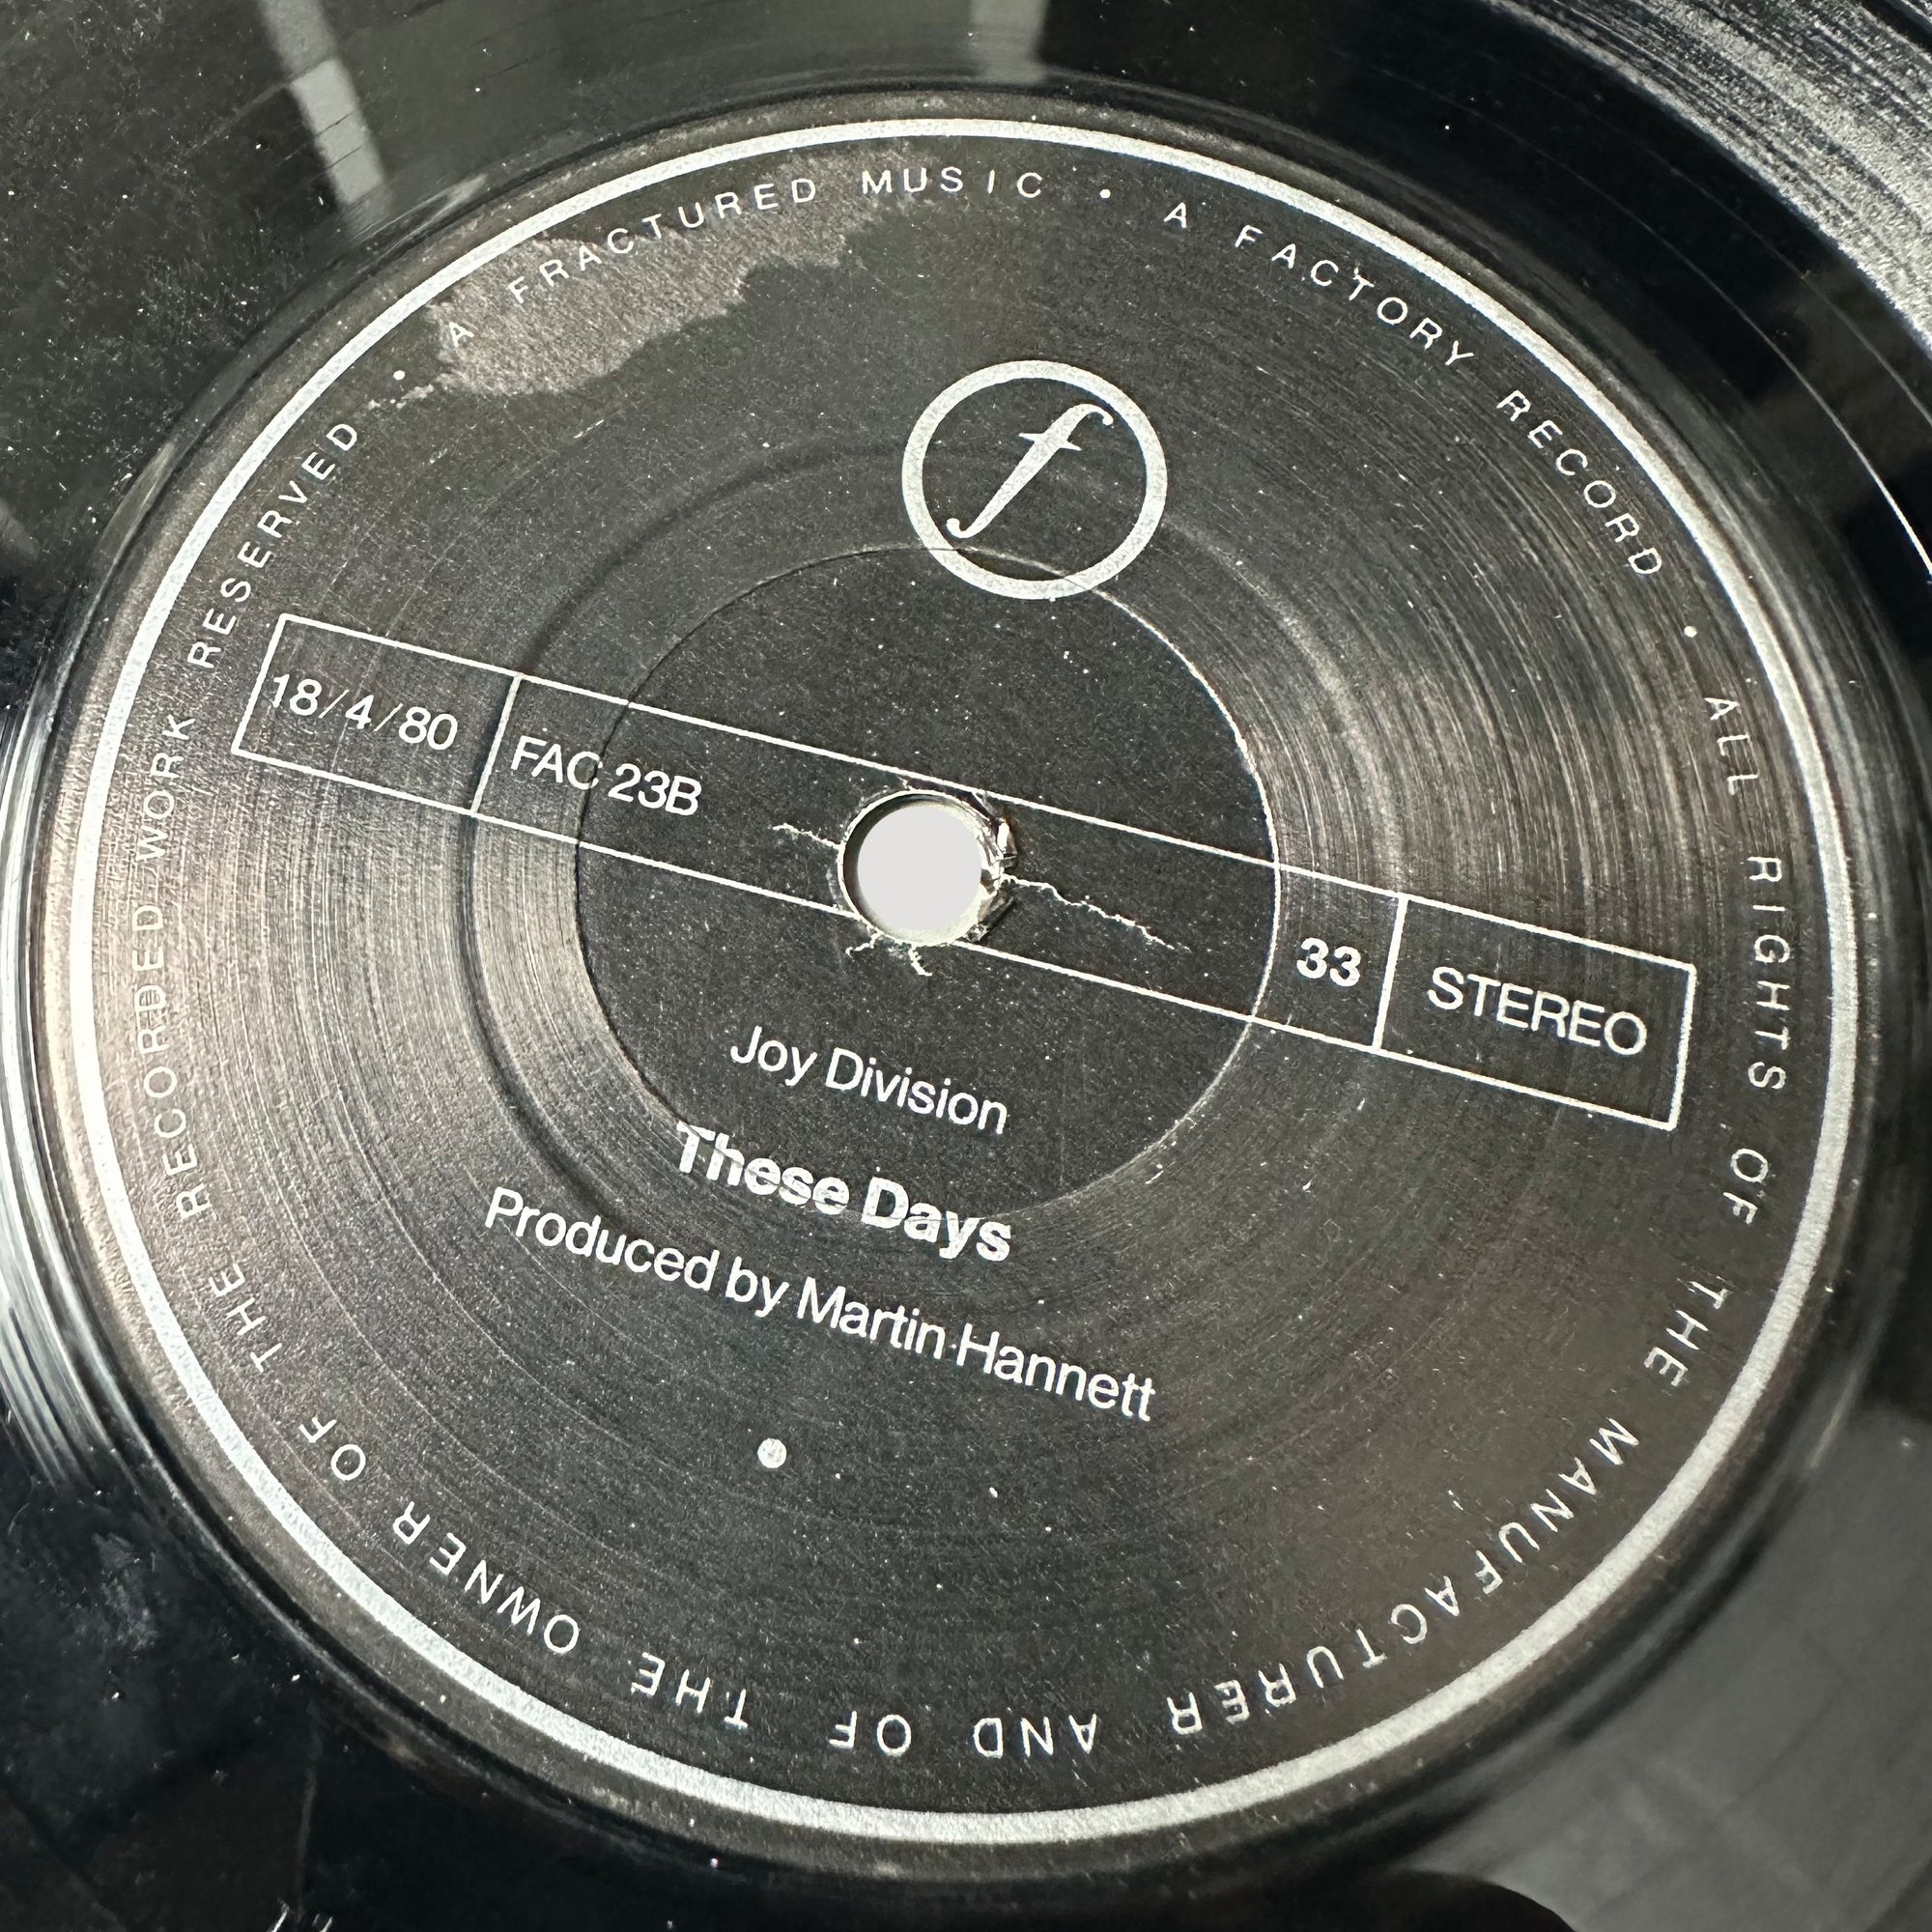 A FRACTURED MUSIC • A FACTORY RECORD • ALL RIGHTS OF THE MANUFACTURER AND OF THE OWNER OF THE RECORDED WORK RESERVED •
f
18/4/80 FAC 23B 33 STEREO
Joy Division
These Days
Produced by Martin Hannett